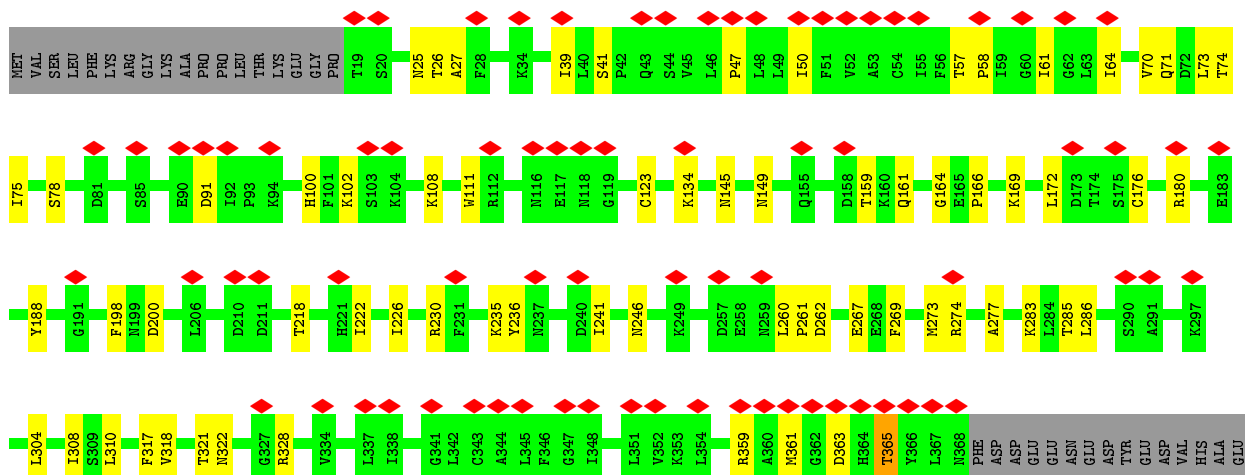 MET VAL SER LEU PHE LYS ARG GLY LYS ALA PRO PRO LEU THR LYS GLU GLY PRO T19 S20 N25 T26 A27 F28 K34 I39 L40 S41 P42 Q43 S44 V45 L46 P47 L48 L49 I50 F51 V52 A53 C54 I55 F56 T57 P58 I59 G60 I61 G62 L63 I64 V70 Q71 D72 L73 T74
I75 S78 D81 S85 E90 D91 I92 P93 K94 H100 F101 K102 S103 K104 K108 W111 R112 N116 E117 N118 G119 C123 K134 N145 N149 Q155 D158 T159 K160 Q161 G164 E165 P166 K169 L172 D173 T174 S175 C176 R180 E183
Y188 G191 F198 N199 D200 L206 D210 D211 T218 H221 I222 I226 R230 F231 K235 Y236 N237 D240 I241 N246 K249 D257 E258 N259 L260 P261 D262 E267 E268 F269 M273 R274 A277 K283 L284 T285 L286 S290 A291 K297
L304 I308 S309 L310 F317 V318 T321 N322 G327 R328 V334 L337 I338 G341 L342 C343 A344 L345 F346 G347 I348 L351 V352 K353 L354 R359 A360 M361 G362 D363 H364 T365 Y366 L367 N368 PHE ASP ASP GLU GLU ASN GLU ASP TYR GLU ASP VAL HIS ALA GLU